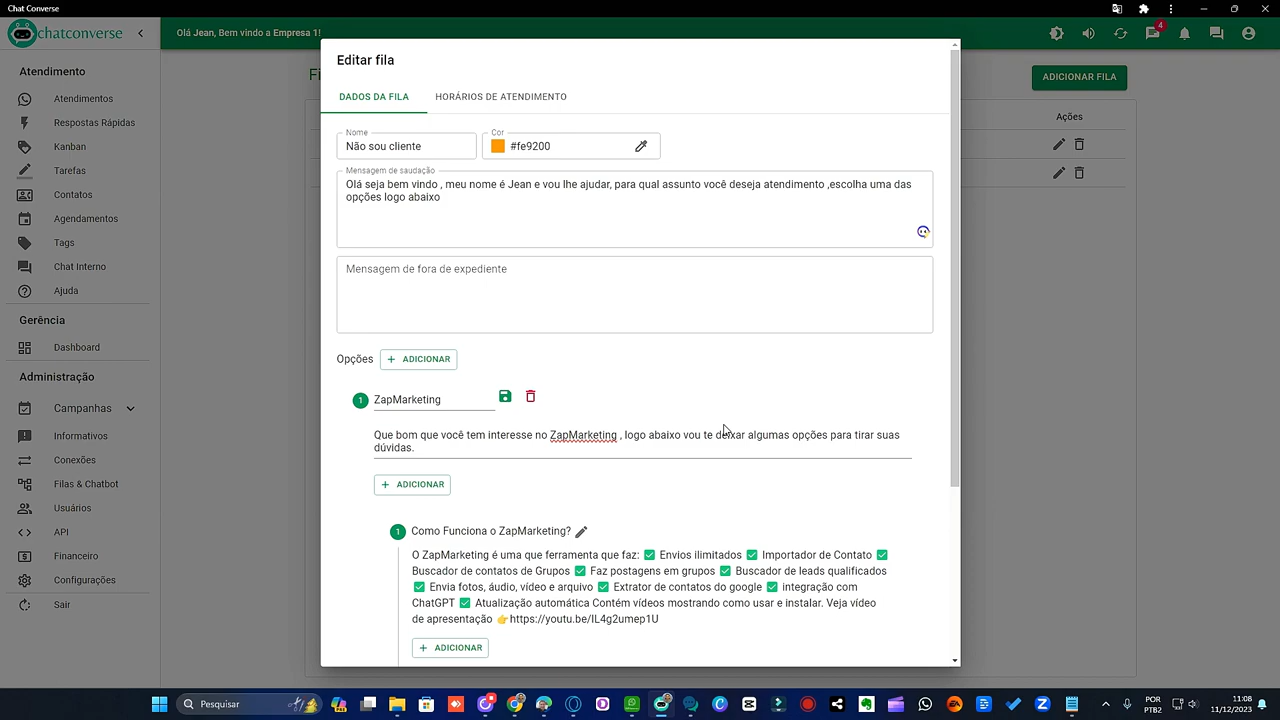 Chat Converse
chatconverse
Olá Jean, Bem vindo a Empresa 1!
4
Atendimento
Atendimentos
Respostas Rápidas
Kanban
Tarefas
Contatos
Agendamentos
Tags
Chat Interno
Ajuda
Gerência
Dashboard
Administração
Campanhas
Informativos
Conexões
Filas & Chatbot
Usuários
API
Financeiro
Configurações
Sair
Fi
ADICIONAR FILA
Ações
Editar fila
DADOS DA FILA
HORÁRIOS DE ATENDIMENTO
Nome
Não sou cliente
Cor
#fe9200
Mensagem de saudação
Olá seja bem vindo , meu nome é Jean e vou lhe ajudar, para qual assunto você deseja atendimento ,escolha uma das
opções logo abaixo
Mensagem de fora de expediente
Opções
ADICIONAR
1
ZapMarketing
Que bom que você tem interesse no ZapMarketing , logo abaixo vou te deixar algumas opções para tirar suas
dúvidas.
ADICIONAR
1
Como Funciona o ZapMarketing?
O ZapMarketing é uma que ferramenta que faz: ✅ Envios ilimitados ✅ Importador de Contato ✅
Buscador de contatos de Grupos ✅ Faz postagens em grupos ✅ Buscador de leads qualificados
✅ Envia fotos, áudio, vídeo e arquivo ✅ Extrator de contatos do google ✅ integração com
ChatGPT ✅ Atualização automática Contém vídeos mostrando como usar e instalar. Veja vídeo
de apresentação 👉https://youtu.be/IL4g2umep1U
ADICIONAR
Pesquisar
POR
PTB2
11:08
11/12/2023